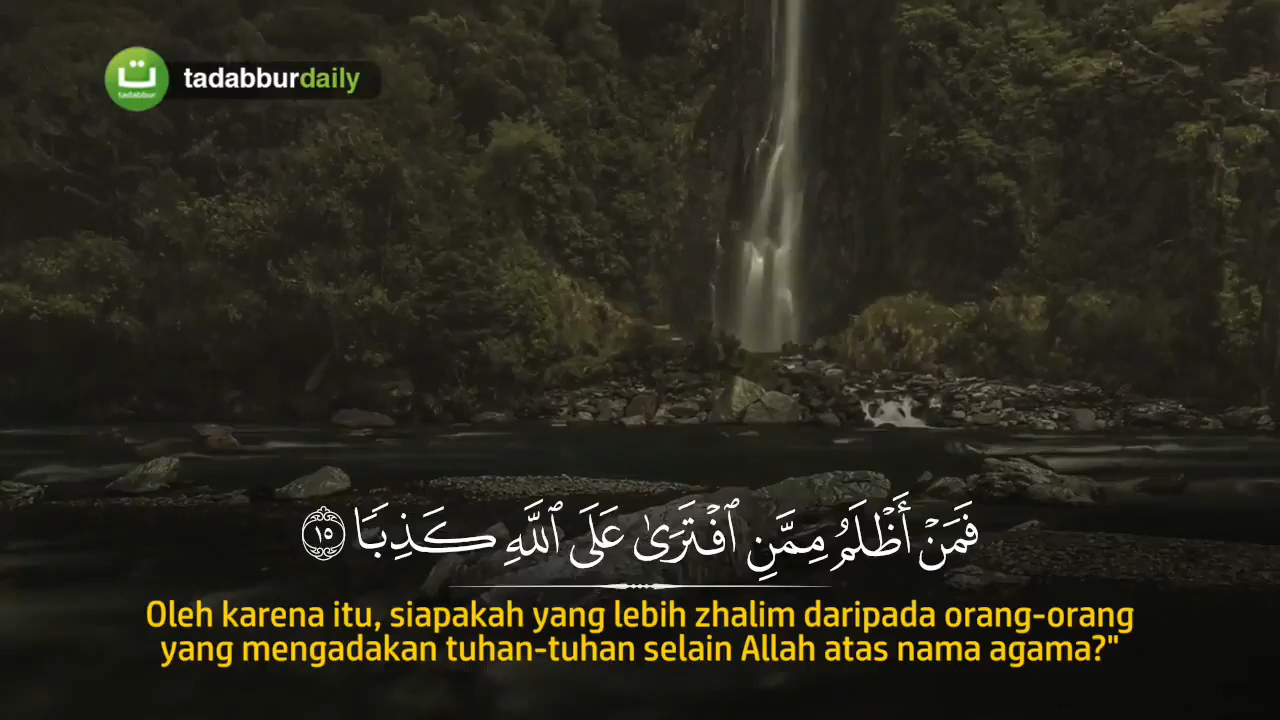 ت
tadabbur
tadabburdaily
فَمَنْ أَظْلَمُ مِمَّنِ ٱفْتَرَىٰ عَلَى ٱللَّهِ كَذِبًا ١٥
Oleh karena itu, siapakah yang lebih zhalim daripada orang-orang
yang mengadakan tuhan-tuhan selain Allah atas nama agama?"